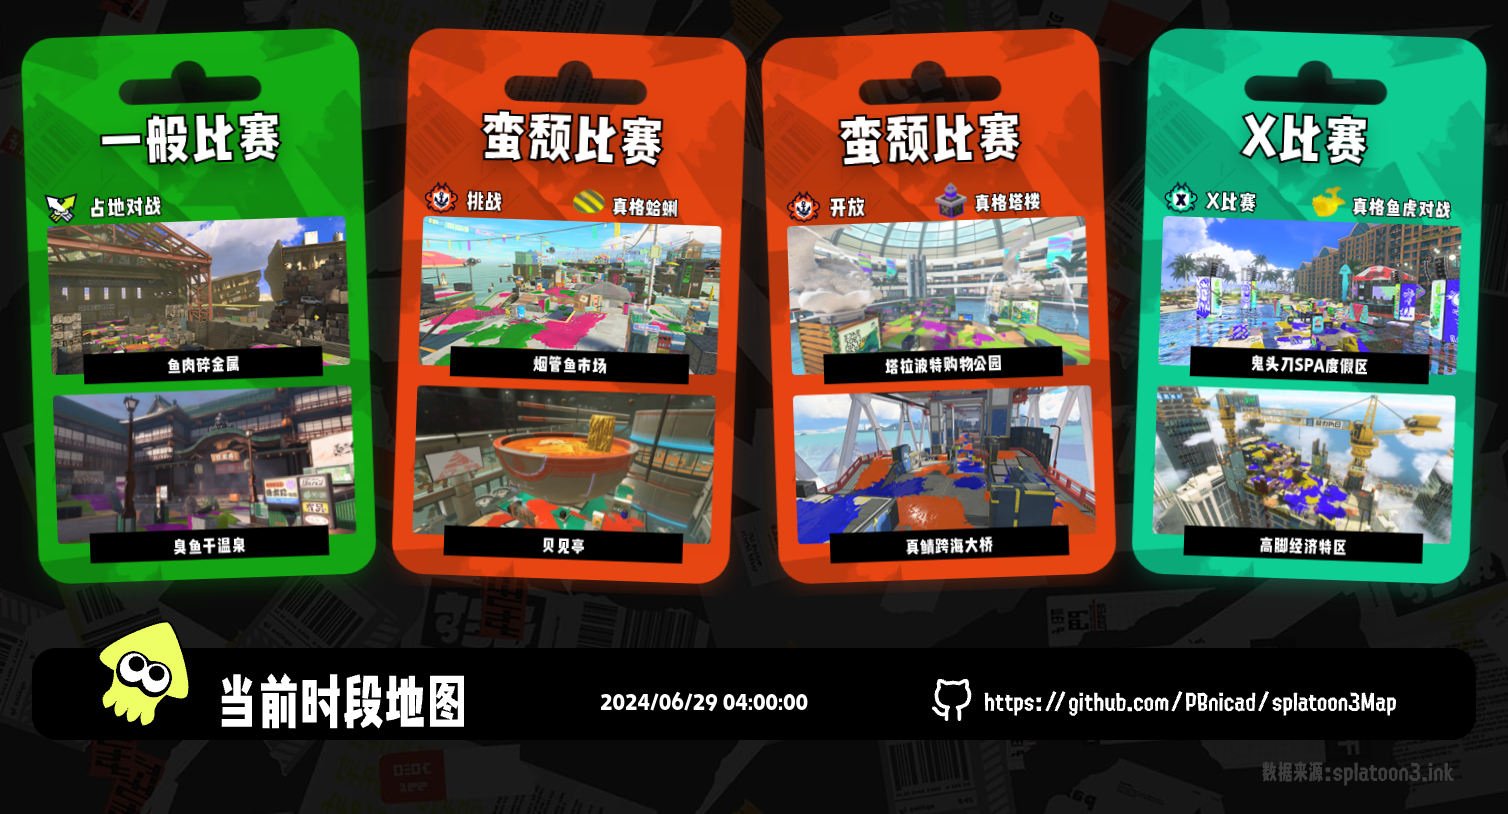 一般比赛
占地对战
鱼肉碎金属
臭鱼干温泉
蛮颓比赛
挑战
真格蛤蜊
烟管鱼市场
贝见亭
蛮颓比赛
开放
真格塔楼
塔拉波特购物公园
真鲭跨海大桥
X比赛
X比赛
真格鱼虎对战
鬼头刀SPA度假区
高脚经济特区
当前时段地图
2024/06/29 04:00:00
https://github.com/PBnicad/splatoon3Map
数据来源:splatoon3.ink